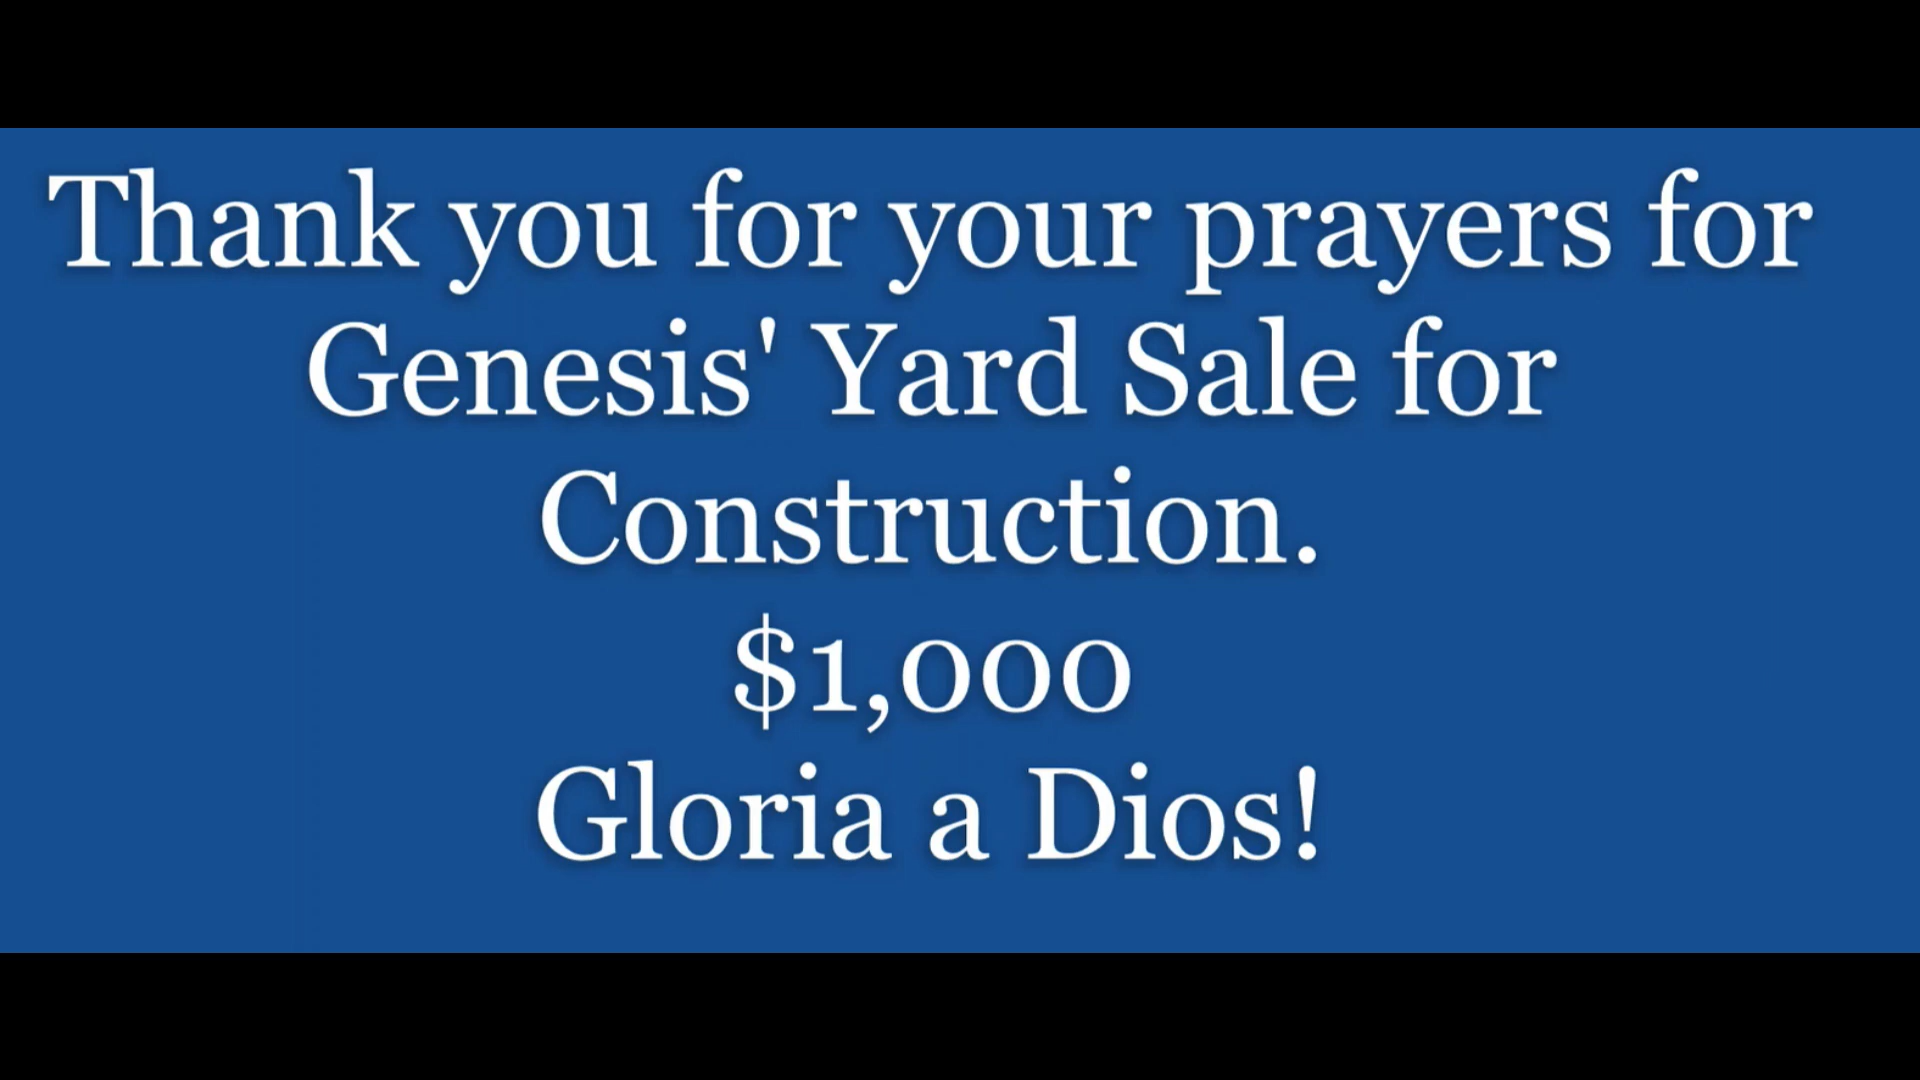 Thank you for your prayers for
Genesis' Yard Sale for
Construction.
$1,000
Gloria a Dios!